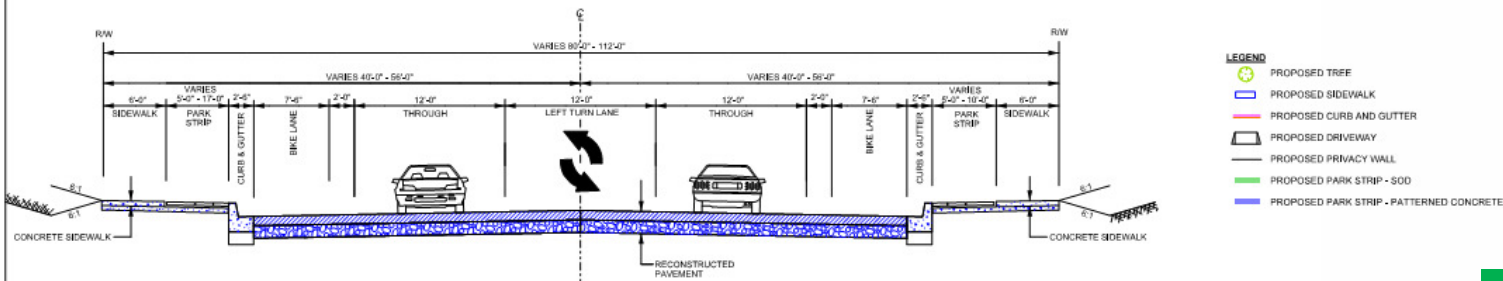 ℄
R/W
R/W
VARIES 80'-0" - 112'-0"
VARIES 40'-0" - 56'-0"
VARIES 40'-0" - 56'-0"
VARIES
VARIES
6'-0"
5'-0" - 17'-0"
2'-6"
7'-6"
2'-0"
12'-0"
12'-0"
12'-0"
2'-0"
7'-6"
2'-6"
5'-0" - 10'-0"
6'-0"
SIDEWALK
PARK
STRIP
CURB & GUTTER
BIKE LANE
THROUGH
LEFT TURN LANE
THROUGH
BIKE LANE
CURB & GUTTER
PARK
STRIP
SIDEWALK
6:1
6:1
6:1
6:1
CONCRETE SIDEWALK
RECONSTRUCTED
PAVEMENT
CONCRETE SIDEWALK
LEGEND
PROPOSED TREE
PROPOSED SIDEWALK
PROPOSED CURB AND GUTTER
PROPOSED DRIVEWAY
PROPOSED PRIVACY WALL
PROPOSED PARK STRIP - SOD
PROPOSED PARK STRIP - PATTERNED CONCRETE